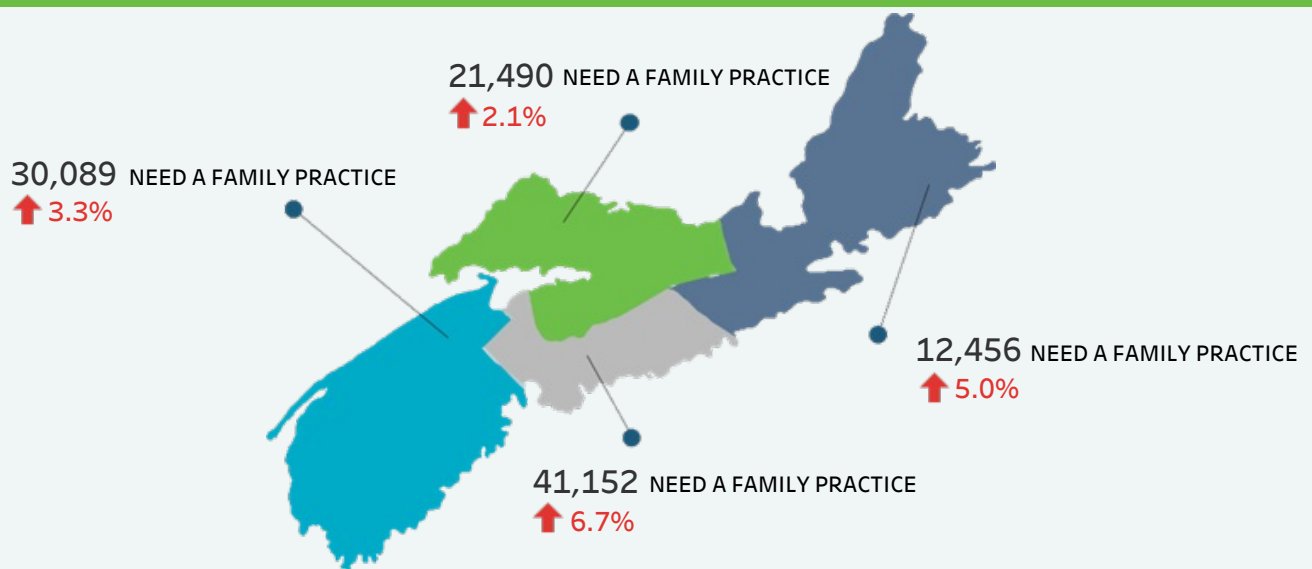 21,490 NEED A FAMILY PRACTICE
2.1%
30,089 NEED A FAMILY PRACTICE
3.3%
12,456 NEED A FAMILY PRACTICE
5.0%
41,152 NEED A FAMILY PRACTICE
6.7%